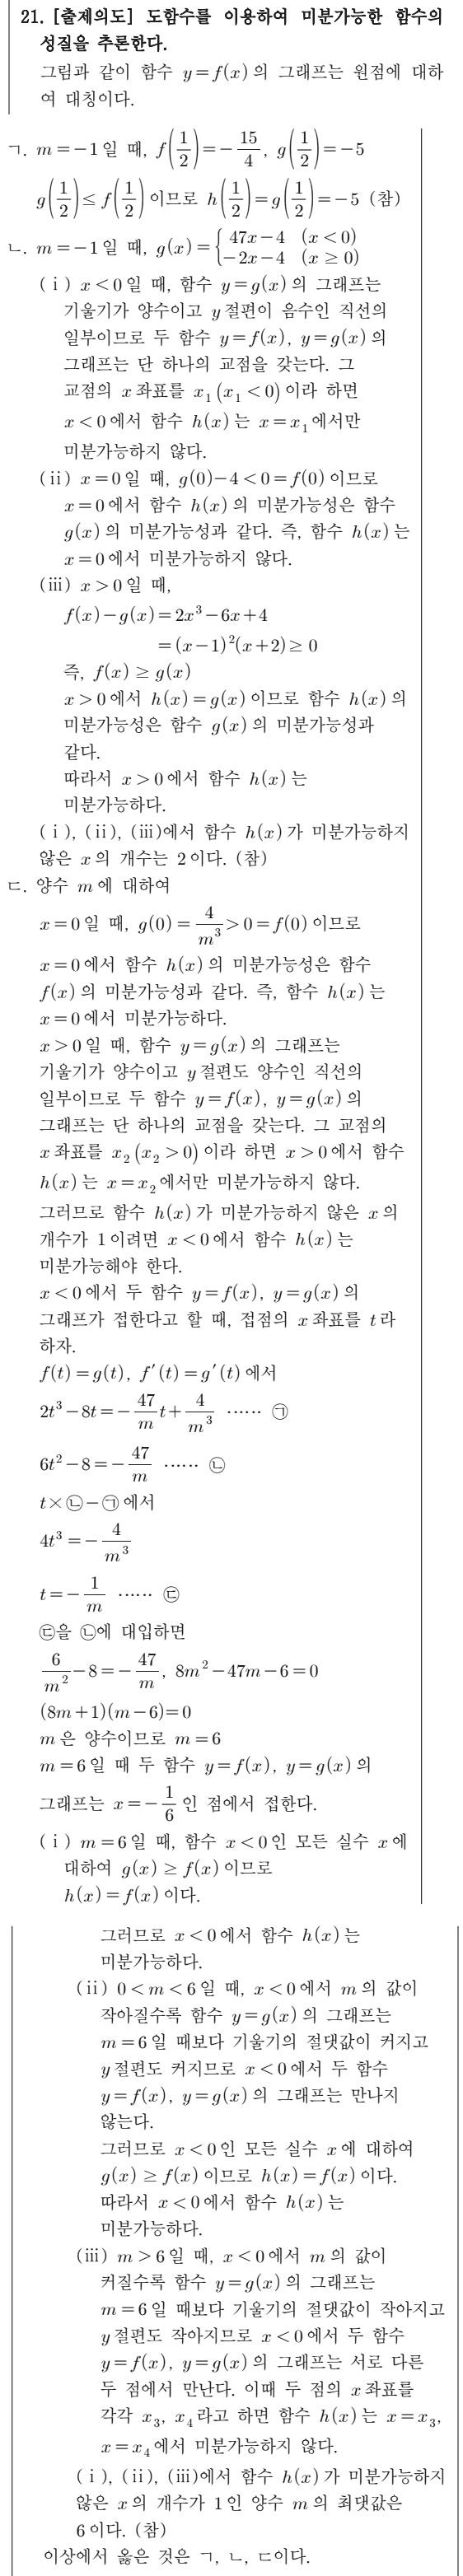 21. [출제의도] 도함수를 이용하여 미분가능한 함수의
성질을 추론한다.
그림과 같이 함수 y=f(x)의 그래프는 원점에 대하
여 대칭이다.
ㄱ. m=-1일 때, f(1/2)=-15/4, g(1/2)=-5
g(1/2)≤f(1/2)이므로 h(1/2)=g(1/2)=-5 (참)
ㄴ. m=-1일 때, g(x)={ 47x-4 (x<0)
-2x-4 (x≥0)
(ⅰ) x<0일 때, 함수 y=g(x)의 그래프는
기울기가 양수이고 y절편이 음수인 직선의
일부이므로 두 함수 y=f(x), y=g(x)의
그래프는 단 하나의 교점을 갖는다. 그
교점의 x좌표를 x₁(x₁<0)이라 하면
x<0에서 함수 h(x)는 x=x₁에서만
미분가능하지 않다.
(ⅱ) x=0일 때, g(0)-4<0=f(0)이므로
x=0에서 함수 h(x)의 미분가능성은 함수
g(x)의 미분가능성과 같다. 즉, 함수 h(x)는
x=0에서 미분가능하지 않다.
(ⅲ) x>0일 때,
f(x)-g(x)=2x³-6x+4
=(x-1)²(x+2)≥0
즉, f(x)≥g(x)
x>0에서 h(x)=g(x)이므로 함수 h(x)의
미분가능성은 함수 g(x)의 미분가능성과
같다.
따라서 x>0에서 함수 h(x)는
미분가능하다.
(ⅰ), (ⅱ), (ⅲ)에서 함수 h(x)가 미분가능하지
않은 x의 개수는 2이다. (참)
ㄷ. 양수 m에 대하여
x=0일 때, g(0)=4/m³>0=f(0)이므로
x=0에서 함수 h(x)의 미분가능성은 함수
f(x)의 미분가능성과 같다. 즉, 함수 h(x)는
x=0에서 미분가능하다.
x>0일 때, 함수 y=g(x)의 그래프는
기울기가 양수이고 y절편도 양수인 직선의
일부이므로 두 함수 y=f(x), y=g(x)의
그래프는 단 하나의 교점을 갖는다. 그 교점의
x좌표를 x₂(x₂>0)이라 하면 x>0에서 함수
h(x)는 x=x₂에서만 미분가능하지 않다.
그러므로 함수 h(x)가 미분가능하지 않은 x의
개수가 1이려면 x<0에서 함수 h(x)는
미분가능해야 한다.
x<0에서 두 함수 y=f(x), y=g(x)의
그래프가 접한다고 할 때, 접점의 x좌표를 t라
하자.
f(t)=g(t), f′(t)=g′(t)에서
2t³-8t=-47/m t+4/m³ ⋯⋯ ㉠
6t²-8=-47/m ⋯⋯ ㉡
t×㉡-㉠에서
4t³=-4/m³
t=-1/m ⋯⋯ ㉢
㉢을 ㉡에 대입하면
6/m²-8=-47/m, 8m²-47m-6=0
(8m+1)(m-6)=0
m은 양수이므로 m=6
m=6일 때 두 함수 y=f(x), y=g(x)의
그래프는 x=-1/6인 점에서 접한다.
(ⅰ) m=6일 때, 함수 x<0인 모든 실수 x에
대하여 g(x)≥f(x)이므로
h(x)=f(x)이다.
그러므로 x<0에서 함수 h(x)는
미분가능하다.
(ⅱ) 0<m<6일 때, x<0에서 m의 값이
작아질수록 함수 y=g(x)의 그래프는
m=6일 때보다 기울기의 절댓값이 커지고
y절편도 커지므로 x<0에서 두 함수
y=f(x), y=g(x)의 그래프는 만나지
않는다.
그러므로 x<0인 모든 실수 x에 대하여
g(x)≥f(x)이므로 h(x)=f(x)이다.
따라서 x<0에서 함수 h(x)는
미분가능하다.
(ⅲ) m>6일 때, x<0에서 m의 값이
커질수록 함수 y=g(x)의 그래프는
m=6일 때보다 기울기의 절댓값이 작아지고
y절편도 작아지므로 x<0에서 두 함수
y=f(x), y=g(x)의 그래프는 서로 다른
두 점에서 만난다. 이때 두 점의 x좌표를
각각 x₃, x₄라고 하면 함수 h(x)는 x=x₃,
x=x₄에서 미분가능하지 않다.
(ⅰ), (ⅱ), (ⅲ)에서 함수 h(x)가 미분가능하지
않은 x의 개수가 1인 양수 m의 최댓값은
6이다. (참)
이상에서 옳은 것은 ㄱ, ㄴ, ㄷ이다.